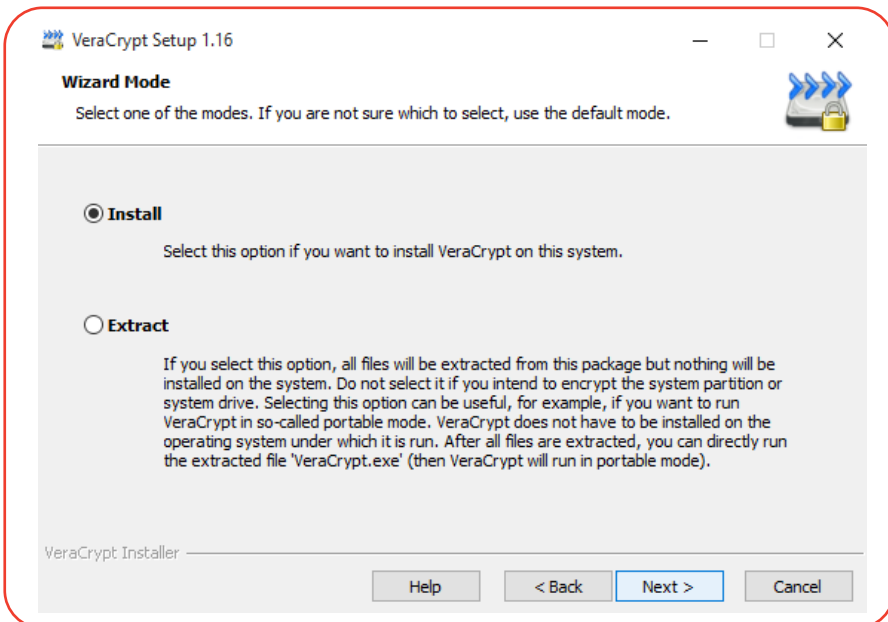 VeraCrypt Setup 1.16
Wizard Mode
Select one of the modes. If you are not sure which to select, use the default mode.
Install
Select this option if you want to install VeraCrypt on this system.
Extract
If you select this option, all files will be extracted from this package but nothing will be
installed on the system. Do not select it if you intend to encrypt the system partition or
system drive. Selecting this option can be useful, for example, if you want to run
VeraCrypt in so-called portable mode. VeraCrypt does not have to be installed on the
operating system under which it is run. After all files are extracted, you can directly run
the extracted file 'VeraCrypt.exe' (then VeraCrypt will run in portable mode).
VeraCrypt Installer
Help < Back Next > Cancel